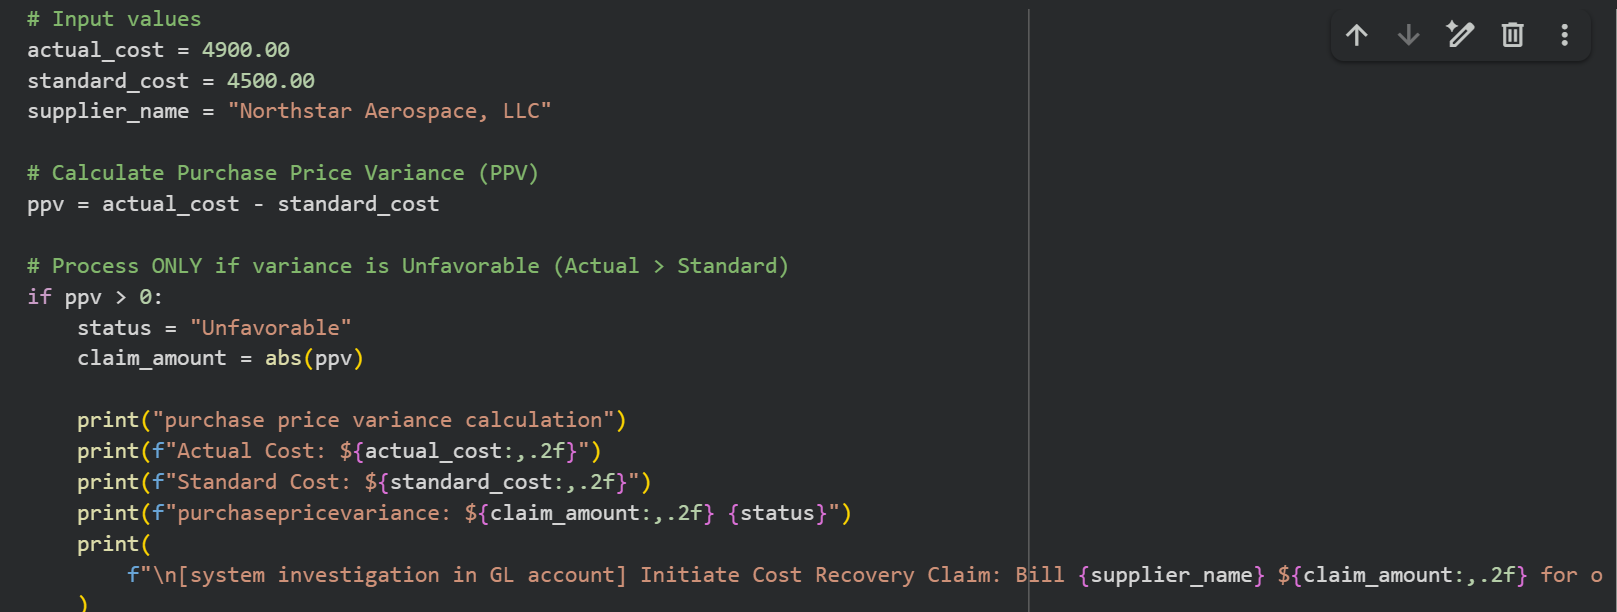 # Input values
actual_cost = 4900.00
standard_cost = 4500.00
supplier_name = "Northstar Aerospace, LLC"

# Calculate Purchase Price Variance (PPV)
ppv = actual_cost - standard_cost

# Process ONLY if variance is Unfavorable (Actual > Standard)
if ppv > 0:
    status = "Unfavorable"
    claim_amount = abs(ppv)

    print("purchase price variance calculation")
    print(f"Actual Cost: ${actual_cost:,.2f}")
    print(f"Standard Cost: ${standard_cost:,.2f}")
    print(f"purchasepricevariance: ${claim_amount:,.2f} {status}")
    print(
        f"\n[system investigation in GL account] Initiate Cost Recovery Claim: Bill {supplier_name} ${claim_amount:,.2f} for o
    )